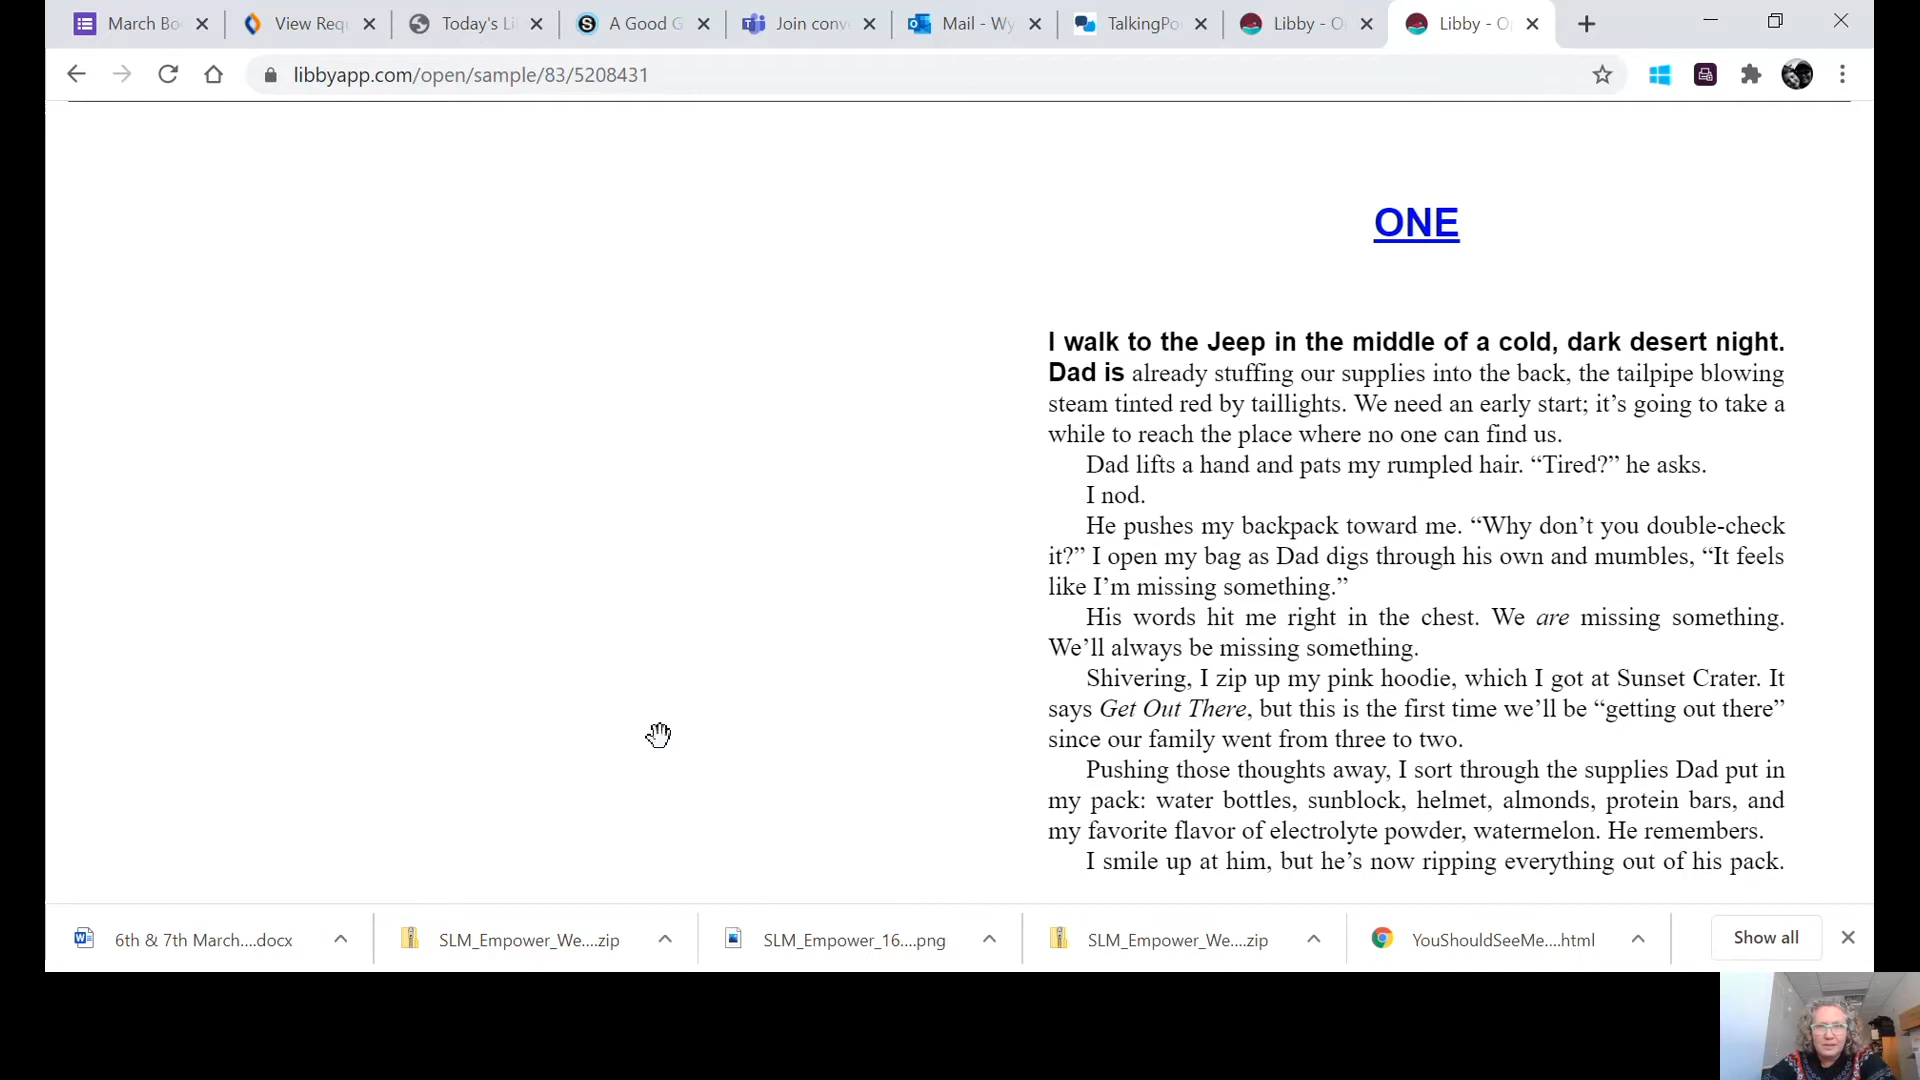 March Bo
View Req
Today's Li
A Good G
Join conv
Mail - Wy
TalkingPo
Libby - O
Libby - O
libbyapp.com/open/sample/83/5208431
ONE
I walk to the Jeep in the middle of a cold, dark desert night.
Dad is already stuffing our supplies into the back, the tailpipe blowing
steam tinted red by taillights. We need an early start; it’s going to take a
while to reach the place where no one can find us.
Dad lifts a hand and pats my rumpled hair. “Tired?” he asks.
I nod.
He pushes my backpack toward me. “Why don’t you double-check
it?” I open my bag as Dad digs through his own and mumbles, “It feels
like I’m missing something.”
His words hit me right in the chest. We are missing something.
We’ll always be missing something.
Shivering, I zip up my pink hoodie, which I got at Sunset Crater. It
says Get Out There, but this is the first time we’ll be “getting out there”
since our family went from three to two.
Pushing those thoughts away, I sort through the supplies Dad put in
my pack: water bottles, sunblock, helmet, almonds, protein bars, and
my favorite flavor of electrolyte powder, watermelon. He remembers.
I smile up at him, but he’s now ripping everything out of his pack.
6th & 7th March....docx
SLM_Empower_We....zip
SLM_Empower_16....png
SLM_Empower_We....zip
YouShouldSeeMe....html
Show all